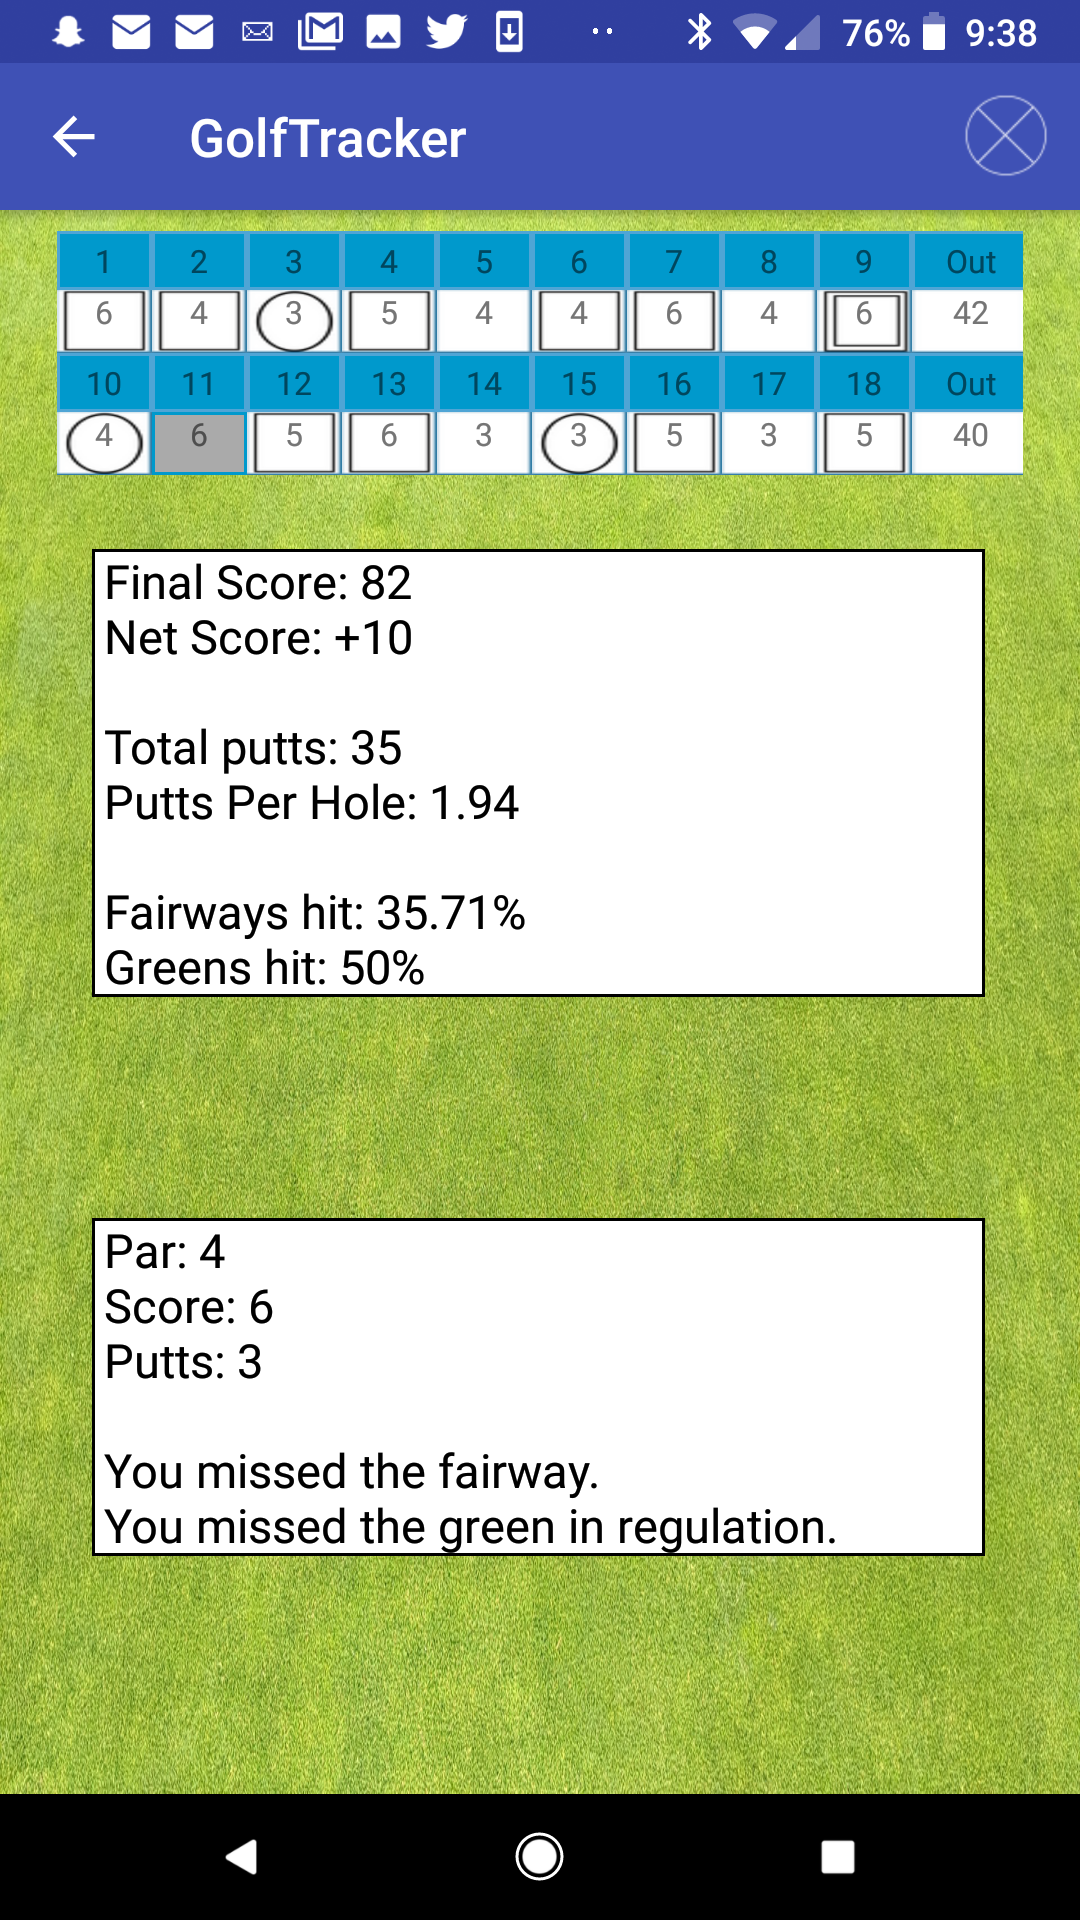 76% 9:38
GolfTracker
1 2 3 4 5 6 7 8 9 Out
6 4 3 5 4 4 6 4 6 42
10 11 12 13 14 15 16 17 18 Out
4 6 5 6 3 3 5 3 5 40
Final Score: 82
Net Score: +10
Total putts: 35
Putts Per Hole: 1.94
Fairways hit: 35.71%
Greens hit: 50%
Par: 4
Score: 6
Putts: 3
You missed the fairway.
You missed the green in regulation.